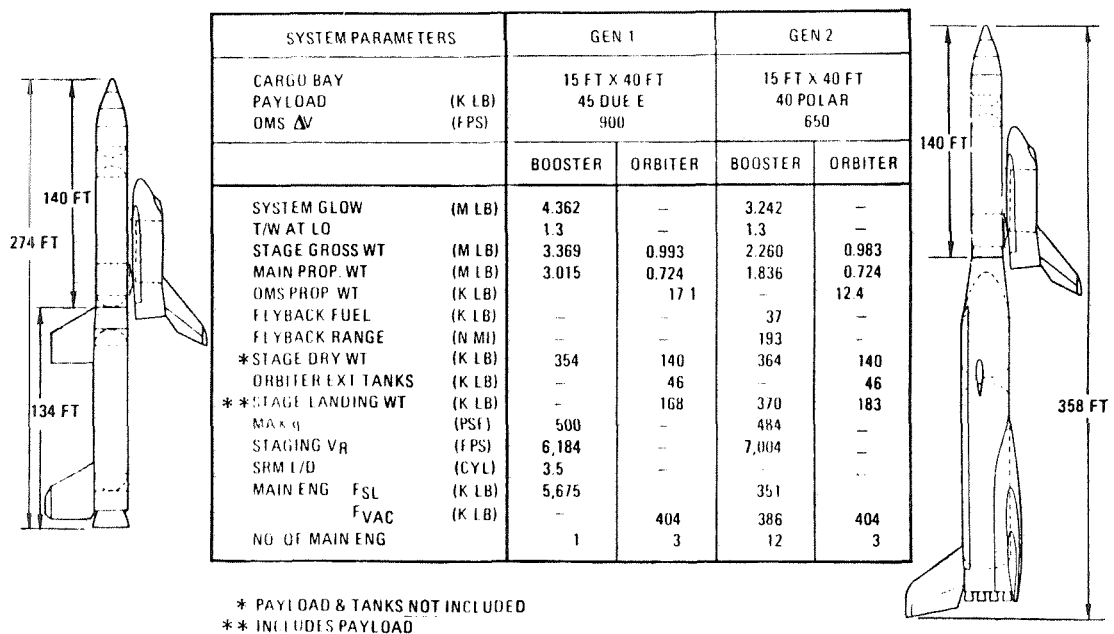 SYSTEM PARAMETERS GEN 1 GEN 2
CARGO BAY 15 FT X 40 FT 15 FT X 40 FT
PAYLOAD (K LB) 45 DUE E 40 POLAR
OMS ΔV (FPS) 900 650
BOOSTER ORBITER BOOSTER ORBITER
SYSTEM GLOW (M LB) 4.362 – 3.242 –
T/W AT LO 1.3 – 1.3 –
STAGE GROSS WT (M LB) 3.369 0.993 2.260 0.983
MAIN PROP. WT (M LB) 3.015 0.724 1.836 0.724
OMS PROP. WT (K LB) 17.1 – 12.4
FLYBACK FUEL (K LB) – – 37 –
FLYBACK RANGE (N MI) – – 193 –
*STAGE DRY WT (K LB) 354 140 364 140
ORBITER EXT TANKS (K LB) – 46 – 46
**STAGE LANDING WT (K LB) – 168 370 183
MAX q (PSF) 500 – 484 –
STAGING VR (FPS) 6,184 – 7,004 –
SRM L/D (CYL) 3.5 – – –
MAIN ENG FSL (K LB) 5,675 351
FVAC (K LB) – 404 386 404
NO. OF MAIN ENG 1 3 12 3
* PAYLOAD & TANKS NOT INCLUDED
** INCLUDES PAYLOAD
274 FT
140 FT
134 FT
140 FT
358 FT